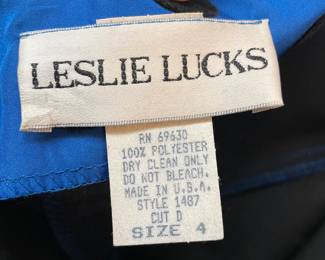 LESLIE LUCKS
RN 69630
100% POLYESTER
DRY CLEAN ONLY
DO NOT BLEACH.
MADE IN U.S.A.
STYLE 1487
CUT D
SIZE 4